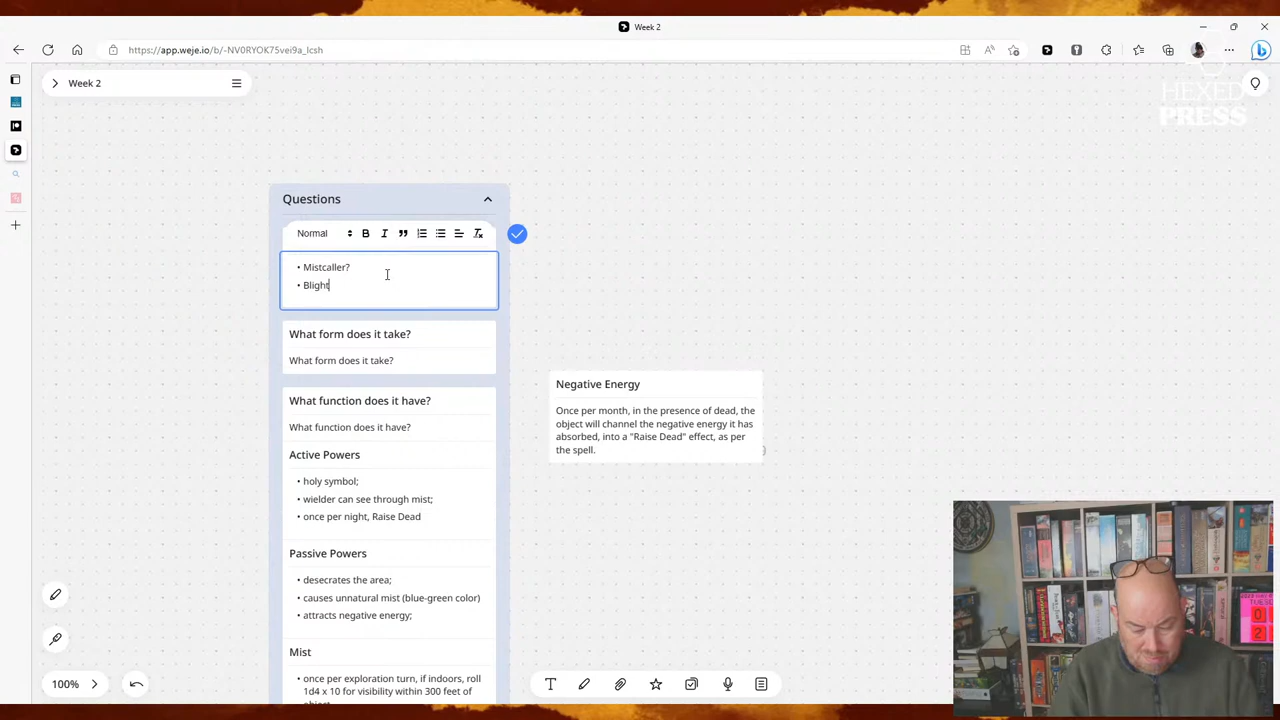 Week 2
https://app.weje.io/b/-NV0RYOK75vei9a_lcsh
Week 2
HEXED
PRESS
Questions
Normal
• Mistcaller?
• Blight
What form does it take?
What form does it take?
What function does it have?
What function does it have?
Active Powers
• holy symbol;
• wielder can see through mist;
• once per night, Raise Dead
Passive Powers
• desecrates the area;
• causes unnatural mist (blue-green color)
• attracts negative energy;
Mist
• once per exploration turn, if indoors, roll
1d4 x 10 for visibility within 300 feet of
object
Negative Energy
Once per month, in the presence of dead, the
object will channel the negative energy it has
absorbed, into a "Raise Dead" effect, as per
the spell.
100%